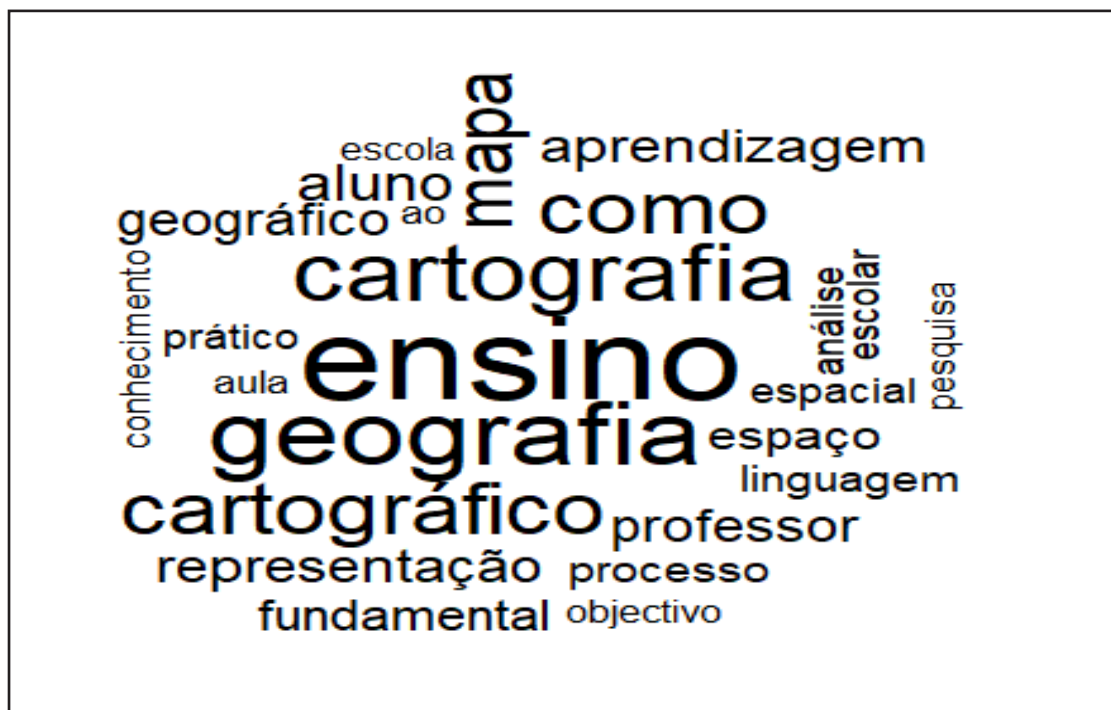 mapa
escola
aprendizagem
aluno
geográfico
ao
como
cartografia
conhecimento
prático
aula
ensino
análise
escolar
pesquisa
espacial
geografia
espaço
linguagem
cartográfico
professor
representação
processo
fundamental
objectivo